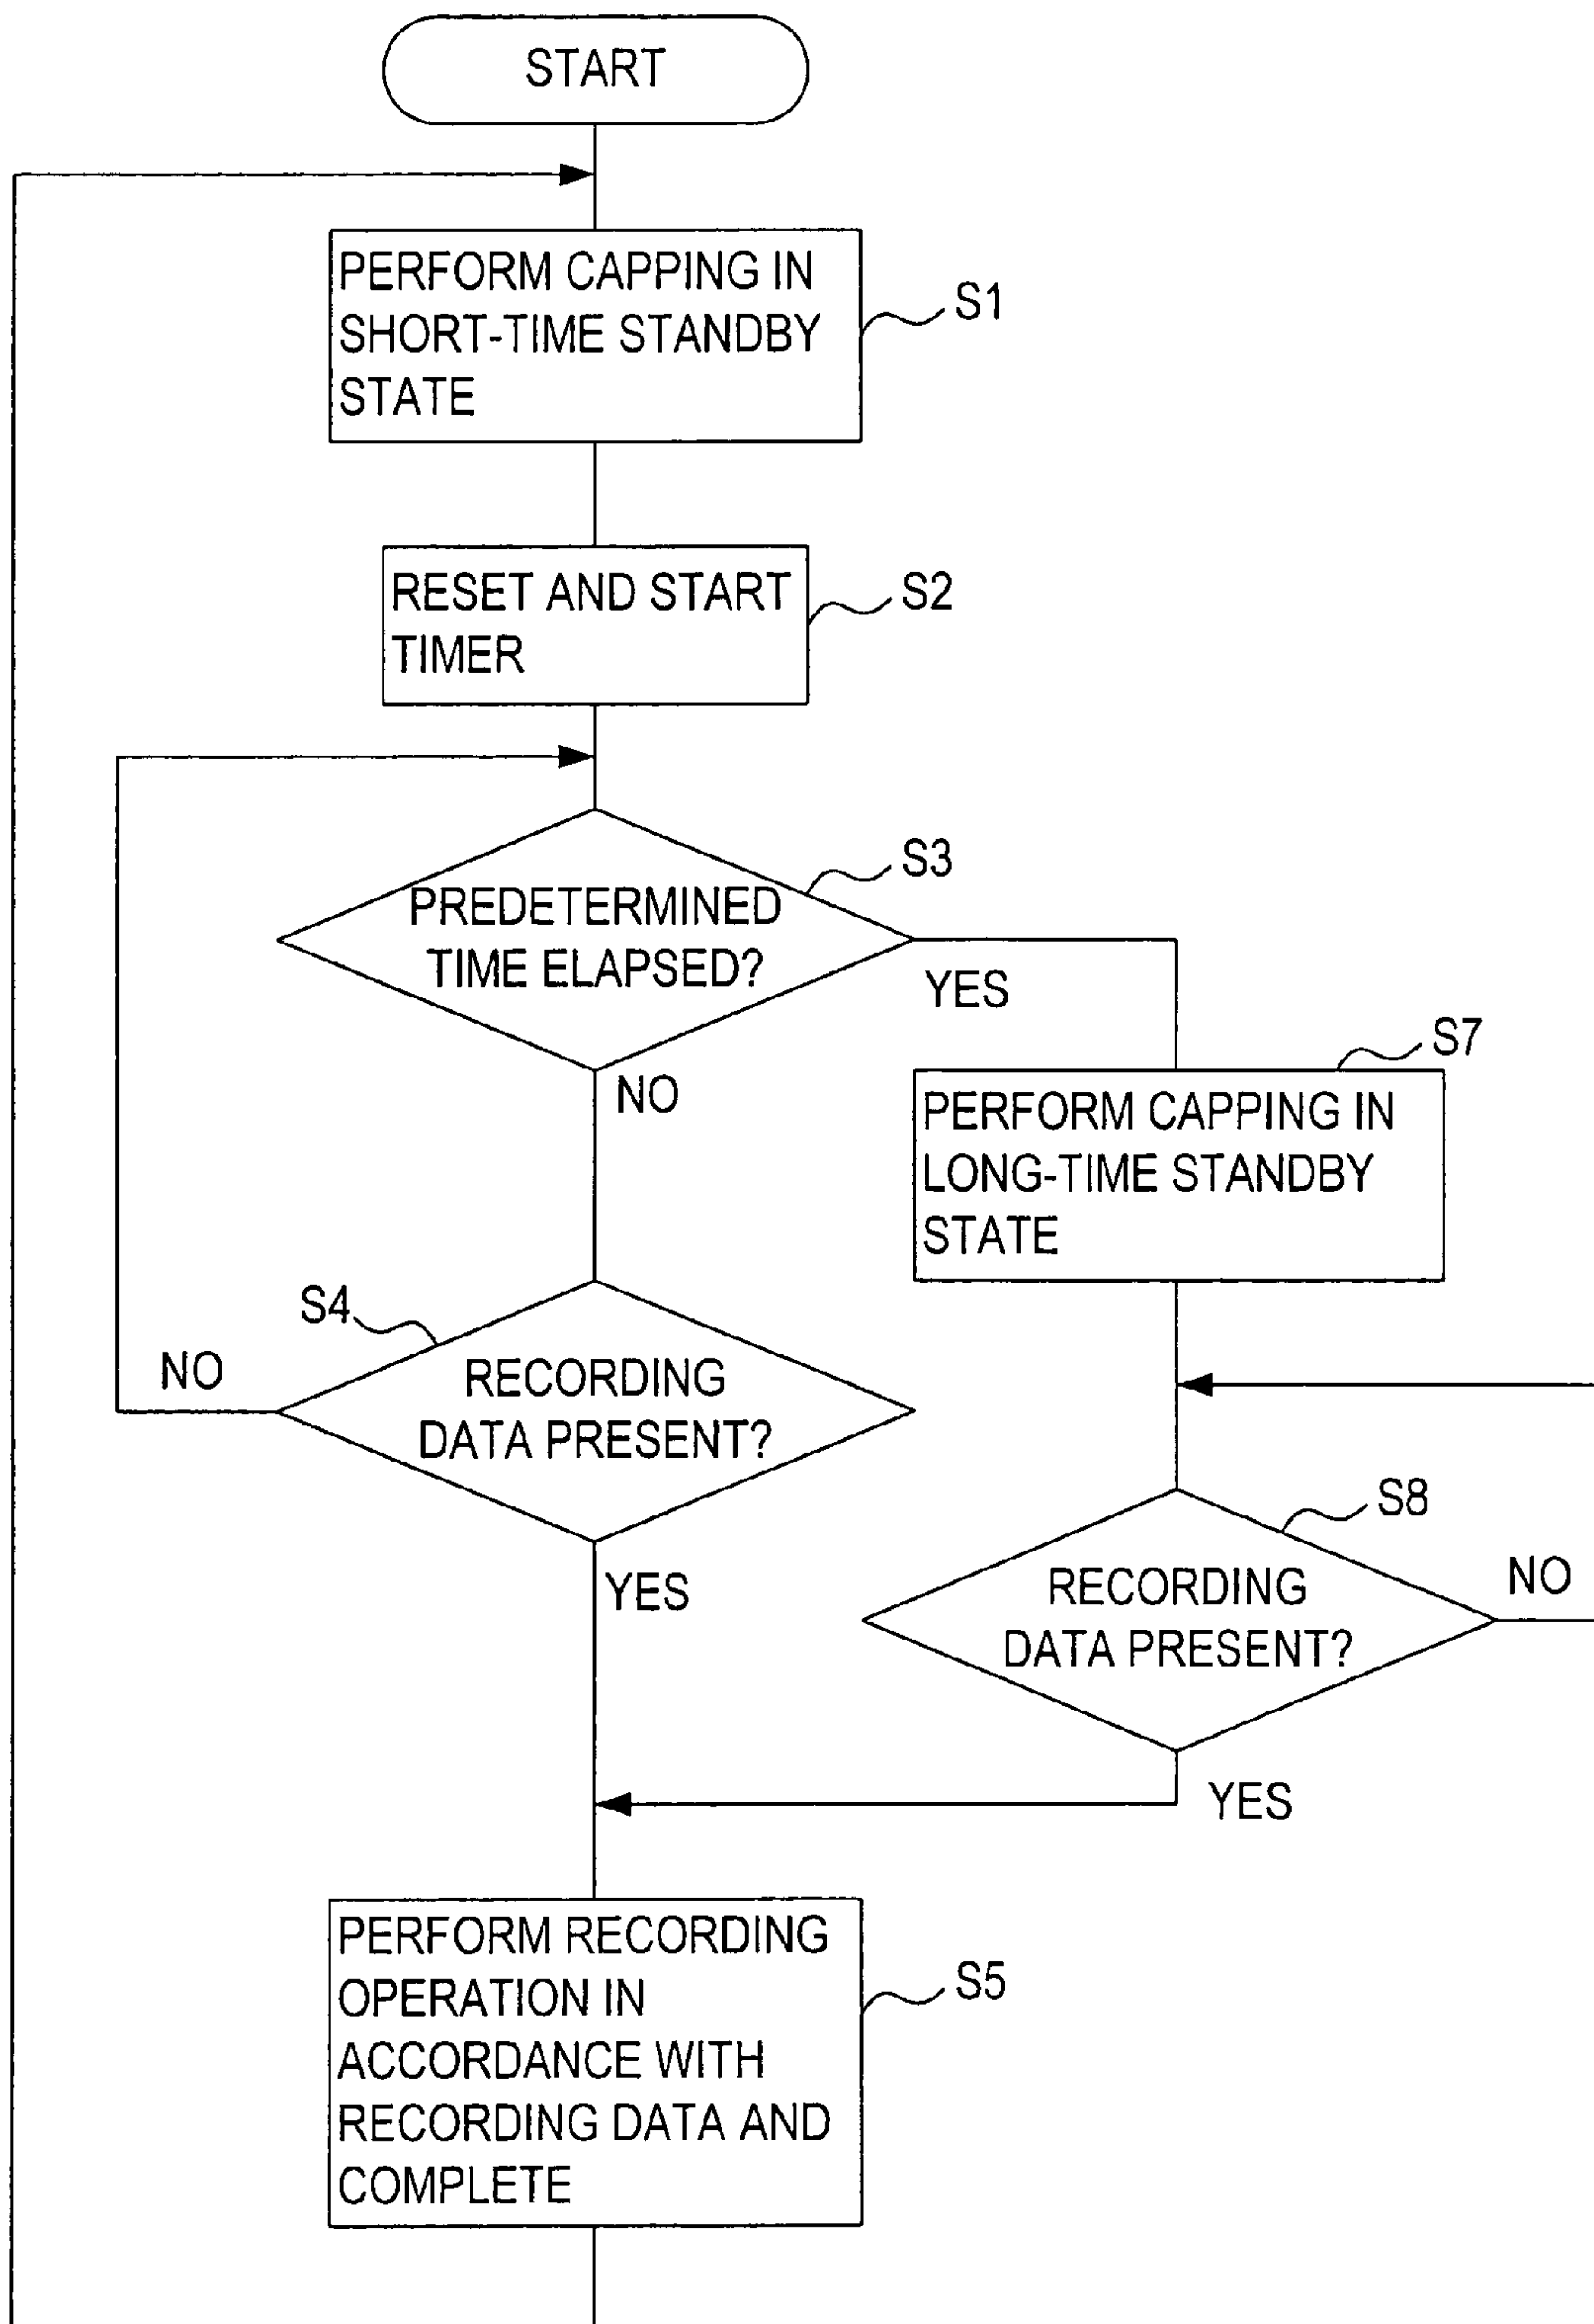 START
PERFORM CAPPING IN
SHORT-TIME STANDBY
STATE
S1
RESET AND START
TIMER
S2
S3
PREDETERMINED
TIME ELAPSED?
YES
NO
S7
PERFORM CAPPING IN
LONG-TIME STANDBY
STATE
S4
NO
RECORDING
DATA PRESENT?
YES
S8
RECORDING
DATA PRESENT?
NO
YES
PERFORM RECORDING
OPERATION IN
ACCORDANCE WITH
RECORDING DATA AND
COMPLETE
S5